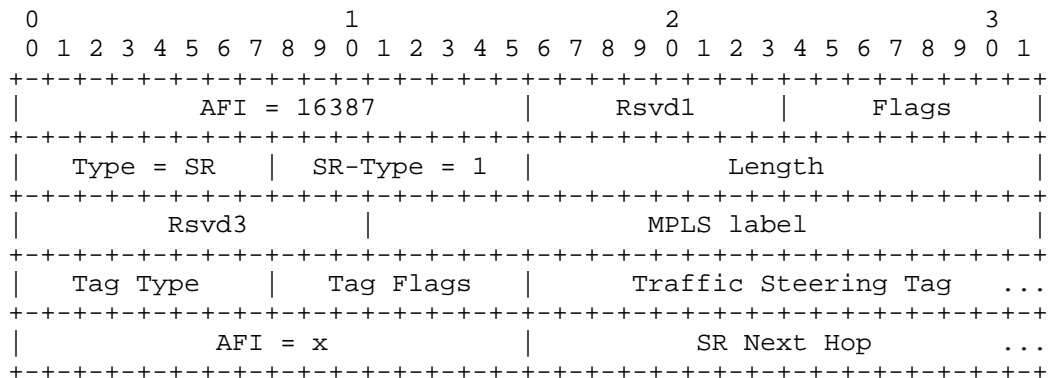 0                   1                   2                   3
 0 1 2 3 4 5 6 7 8 9 0 1 2 3 4 5 6 7 8 9 0 1 2 3 4 5 6 7 8 9 0 1
+-+-+-+-+-+-+-+-+-+-+-+-+-+-+-+-+-+-+-+-+-+-+-+-+-+-+-+-+-+-+-+-+
|           AFI = 16387         |     Rsvd1     |     Flags     |
+-+-+-+-+-+-+-+-+-+-+-+-+-+-+-+-+-+-+-+-+-+-+-+-+-+-+-+-+-+-+-+-+
|   Type = SR   |  SR-Type = 1  |            Length             |
+-+-+-+-+-+-+-+-+-+-+-+-+-+-+-+-+-+-+-+-+-+-+-+-+-+-+-+-+-+-+-+-+
|         Rsvd3       |                 MPLS label              |
+-+-+-+-+-+-+-+-+-+-+-+-+-+-+-+-+-+-+-+-+-+-+-+-+-+-+-+-+-+-+-+-+
|   Tag Type    |   Tag Flags   |      Traffic Steering Tag   ...
+-+-+-+-+-+-+-+-+-+-+-+-+-+-+-+-+-+-+-+-+-+-+-+-+-+-+-+-+-+-+-+-+
|            AFI = x            |          SR Next Hop        ...
+-+-+-+-+-+-+-+-+-+-+-+-+-+-+-+-+-+-+-+-+-+-+-+-+-+-+-+-+-+-+-+-+